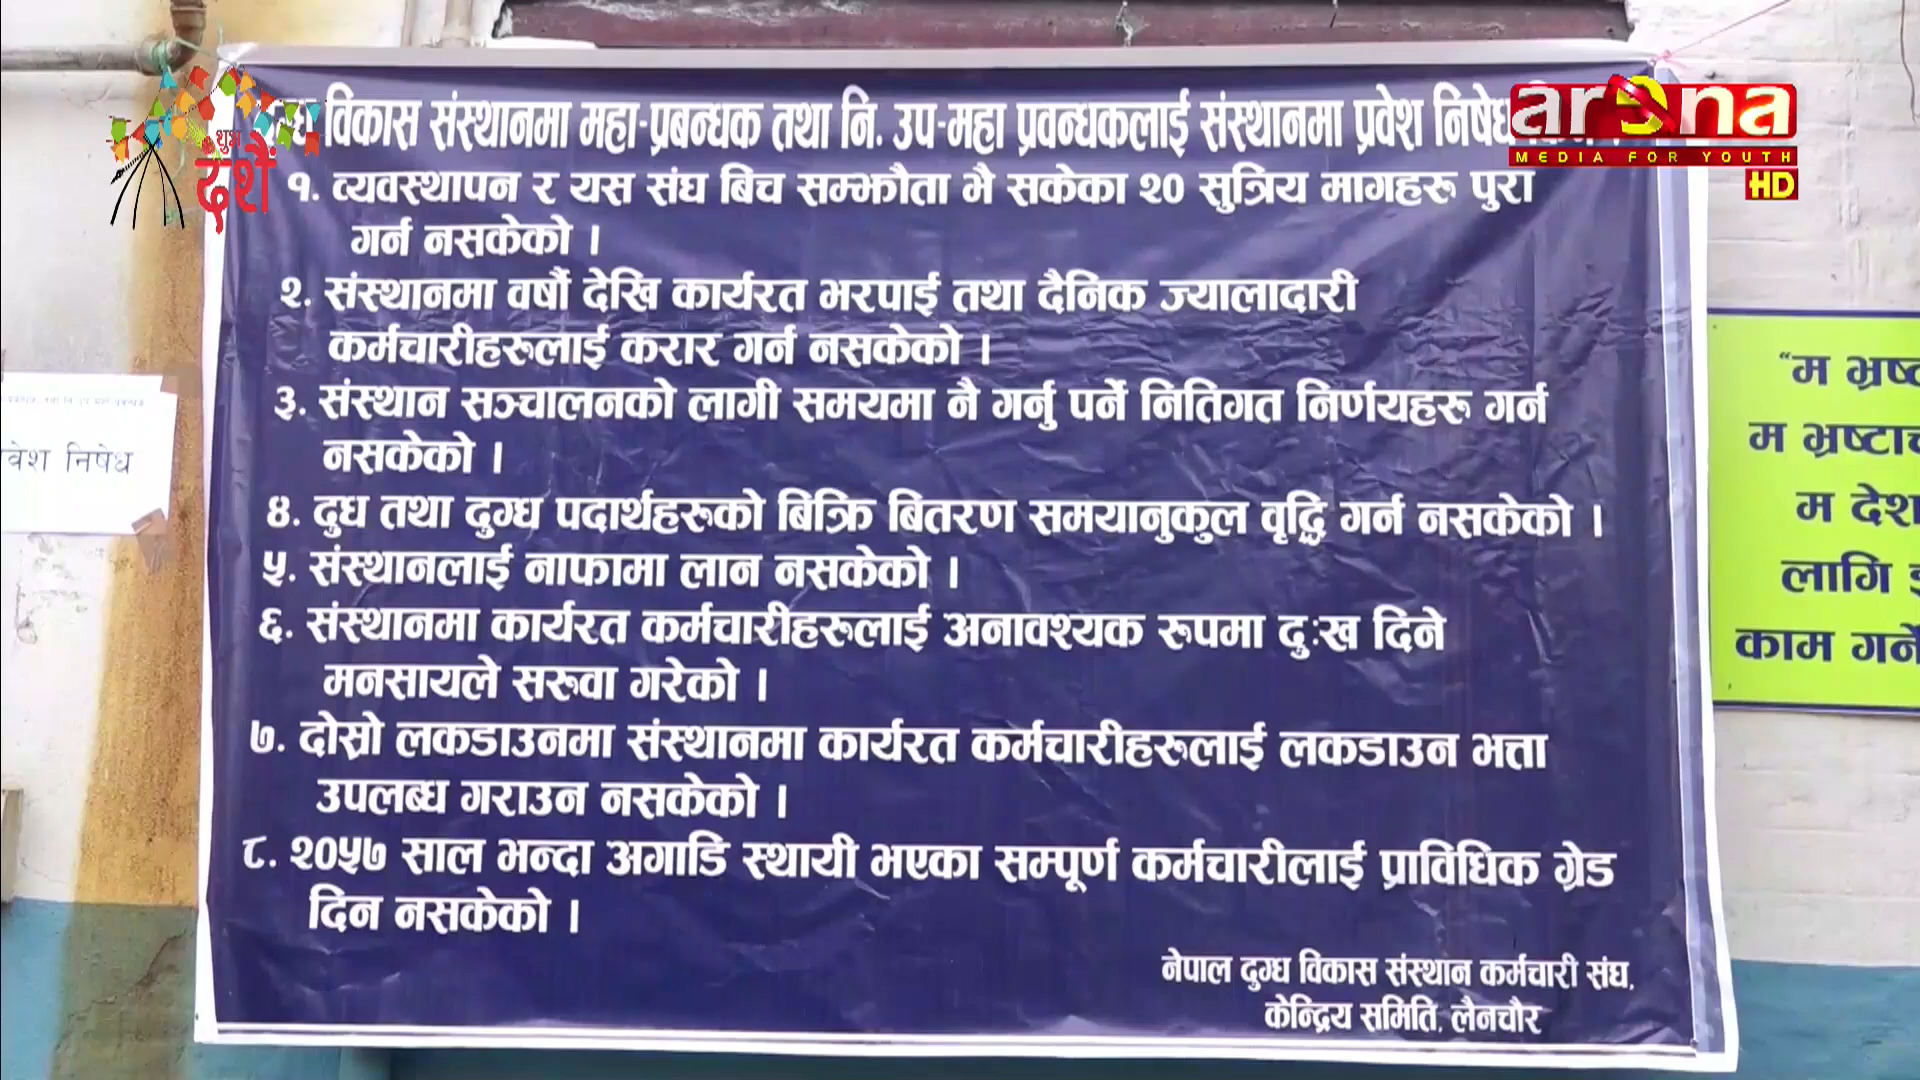 विकास संस्थानमा महा-प्रबन्धक तथा नि. उप-महा प्रवन्धकलाई संस्थानमा प्रवेश निषेध
१. व्यवस्थापन र यस संघ बिच सम्झौता भै सकेका २० सुत्रिय मागहरु पुरा
गर्न नसकेको ।
२. संस्थानमा वर्षौ देखि कार्यरत भरपाई तथा दैनिक ज्यालादारी
कर्मचारीहरुलाई करार गर्न नसकेको ।
३. संस्थान सञ्चालनको लागी समयमा नै गर्नु पर्ने नितिगत निर्णयहरु गर्न
नसकेको ।
४. दुध तथा दुग्ध पदार्थहरुको बिक्रि बितरण समयानुकुल वृद्धि गर्न नसकेको ।
५. संस्थानलाई नाफामा लान नसकेको ।
६. संस्थानमा कार्यरत कर्मचारीहरुलाई अनावश्यक रुपमा दुःख दिने
मनसायले सरुवा गरेको ।
७. दोस्रो लकडाउनमा संस्थानमा कार्यरत कर्मचारीहरुलाई लकडाउन भत्ता
उपलब्ध गराउन नसकेको ।
८. २०५७ साल भन्दा अगाडि स्थायी भएका सम्पूर्ण कर्मचारीलाई प्राविधिक ग्रेड
दिन नसकेको ।
नेपाल दुग्ध विकास संस्थान कर्मचारी संघ,
केन्द्रिय समिति, लैनचौर
शुभ
दशैं
arena
MEDIA FOR YOUTH
HD
निषेध
“म
म
म
लागि
काम गर्ने